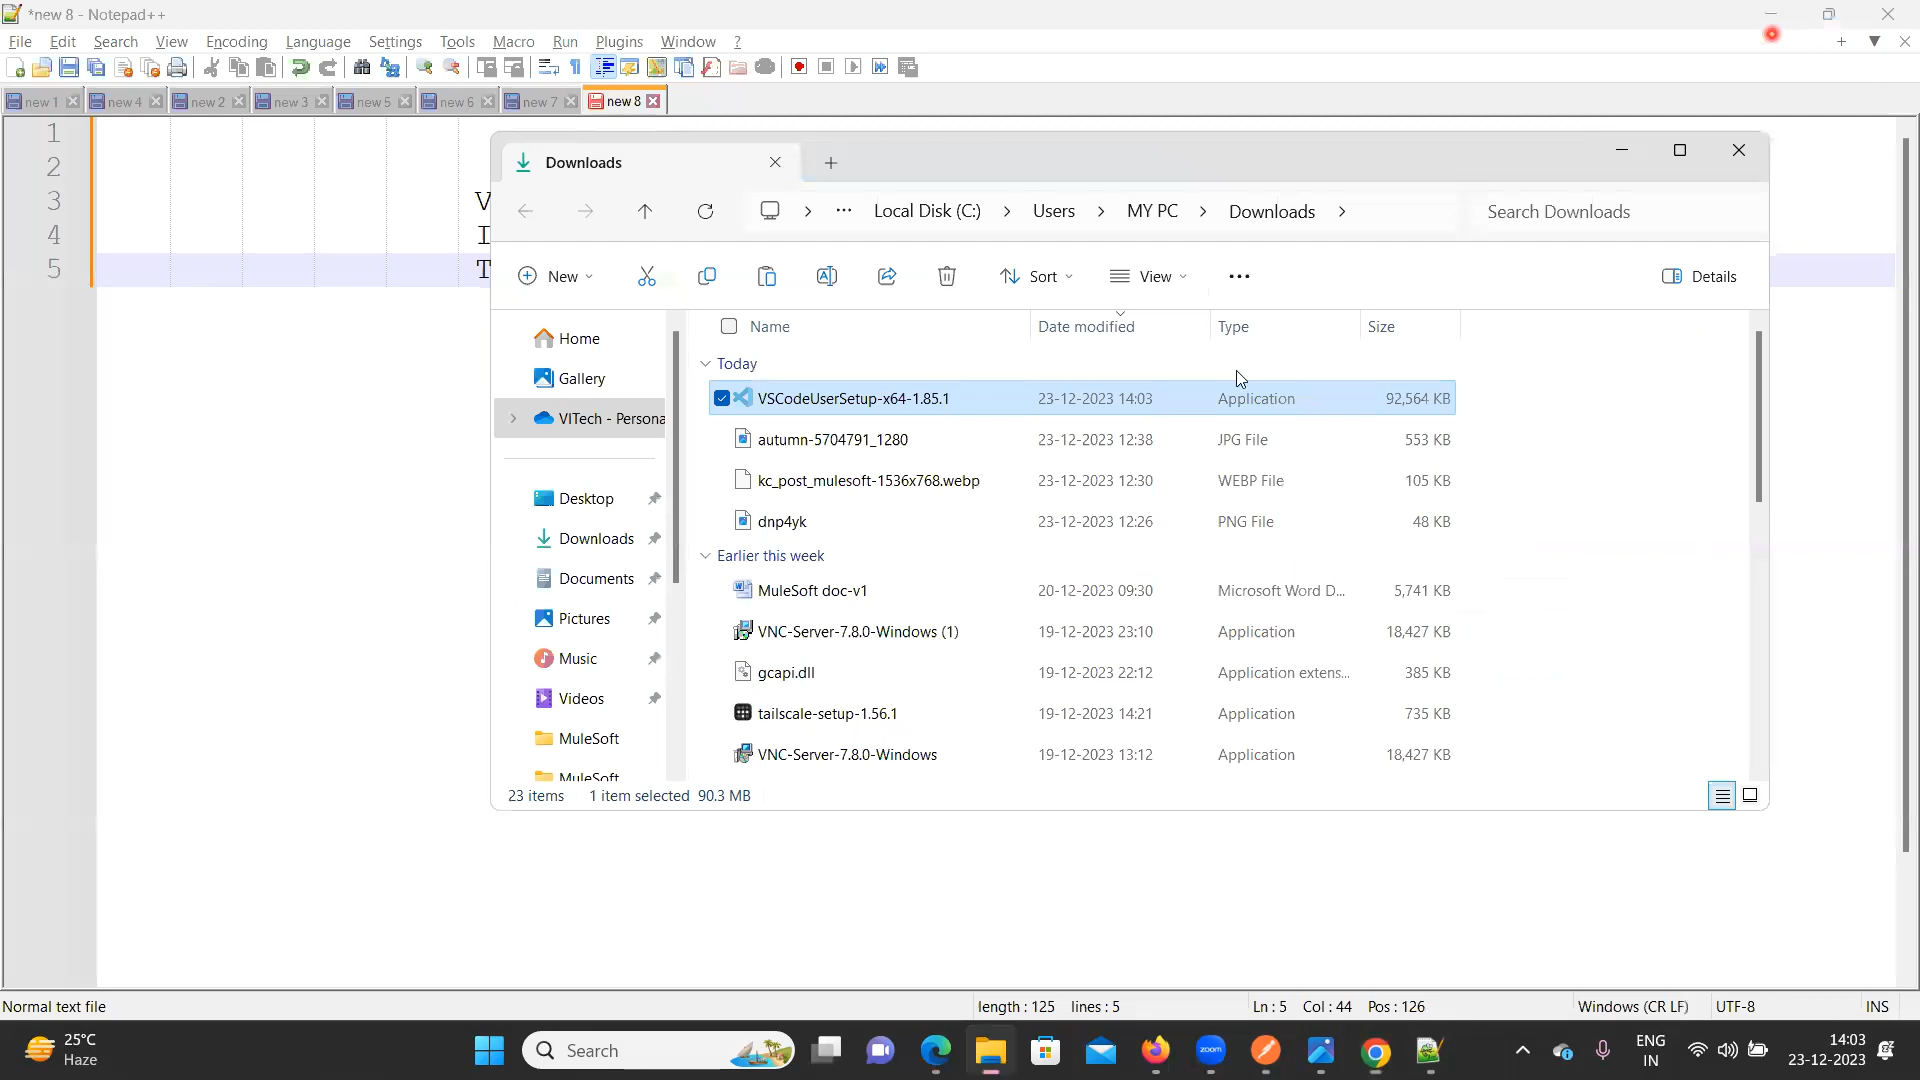 *new 8 - Notepad++
File Edit Search View Encoding Language Settings Tools Macro Run Plugins Window ?
new 1 new 4 new 2 new 3 new 5 new 6 new 7 new 8
1
2
3 V
4 I
5 T
Downloads
Local Disk (C:) Users MY PC Downloads Search Downloads
New Sort View Details
Name Date modified Type Size
Today
VSCodeUserSetup-x64-1.85.1 23-12-2023 14:03 Application 92,564 KB
autumn-5704791_1280 23-12-2023 12:38 JPG File 553 KB
kc_post_mulesoft-1536x768.webp 23-12-2023 12:30 WEBP File 105 KB
dnp4yk 23-12-2023 12:26 PNG File 48 KB
Earlier this week
MuleSoft doc-v1 20-12-2023 09:30 Microsoft Word D... 5,741 KB
VNC-Server-7.8.0-Windows (1) 19-12-2023 23:10 Application 18,427 KB
gcapi.dll 19-12-2023 22:12 Application extens... 385 KB
tailscale-setup-1.56.1 19-12-2023 14:21 Application 735 KB
VNC-Server-7.8.0-Windows 19-12-2023 13:12 Application 18,427 KB
Home
Gallery
VITech - Persona
Desktop
Downloads
Documents
Pictures
Music
Videos
MuleSoft
MuleSoft
23 items 1 item selected 90.3 MB
Normal text file length : 125 lines : 5 Ln : 5 Col : 44 Pos : 126 Windows (CR LF) UTF-8 INS
25°C
Haze
Search
zoom
ENG
IN
14:03
23-12-2023